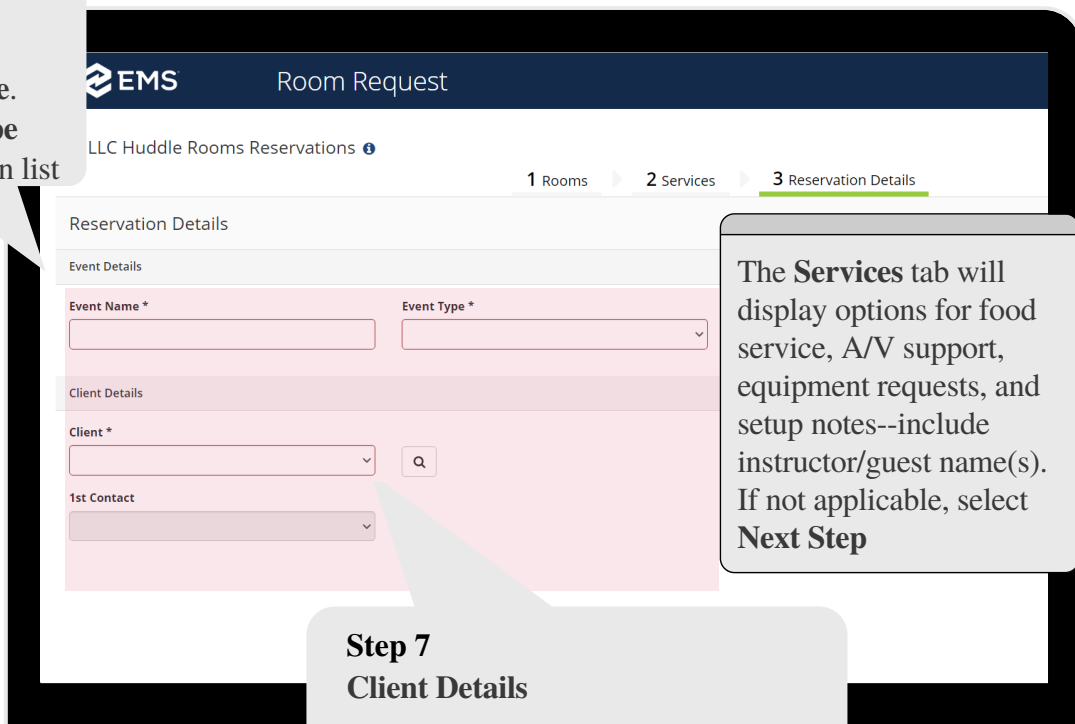 e.
pe
n list
EMS
Room Request
LLC Huddle Rooms Reservations
1 Rooms 2 Services 3 Reservation Details
Reservation Details
Event Details
Event Name * Event Type *
Client Details
Client *
1st Contact
The Services tab will
display options for food
service, A/V support,
equipment requests, and
setup notes--include
instructor/guest name(s).
If not applicable, select
Next Step
Step 7
Client Details